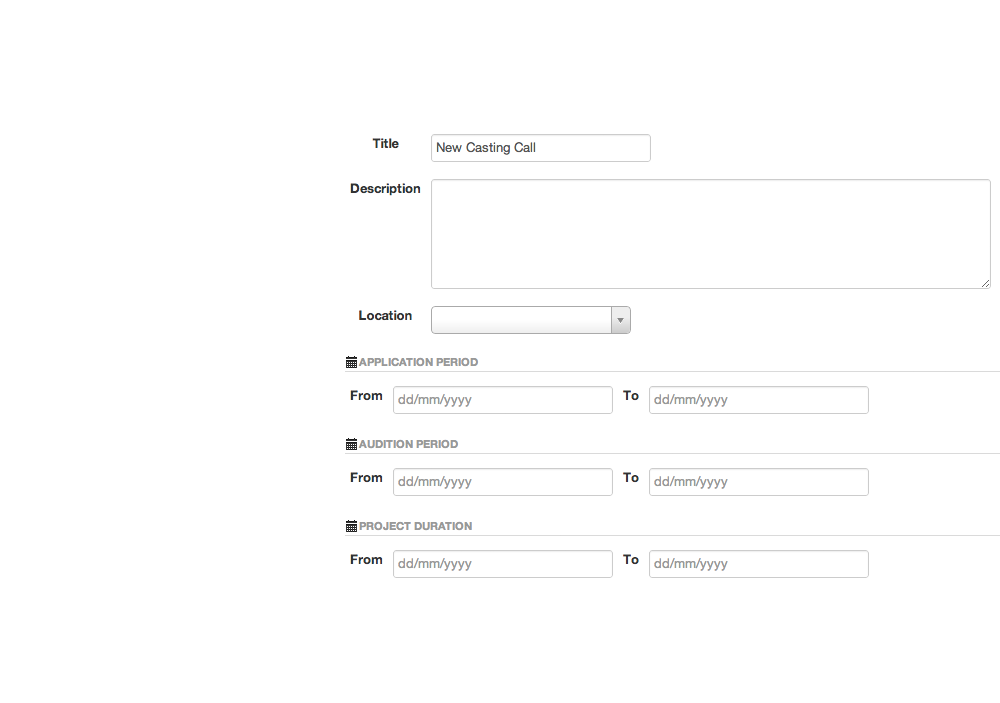 Title New Casting Call
Description
Location
APPLICATION PERIOD
From dd/mm/yyyy To dd/mm/yyyy
AUDITION PERIOD
From dd/mm/yyyy To dd/mm/yyyy
PROJECT DURATION
From dd/mm/yyyy To dd/mm/yyyy